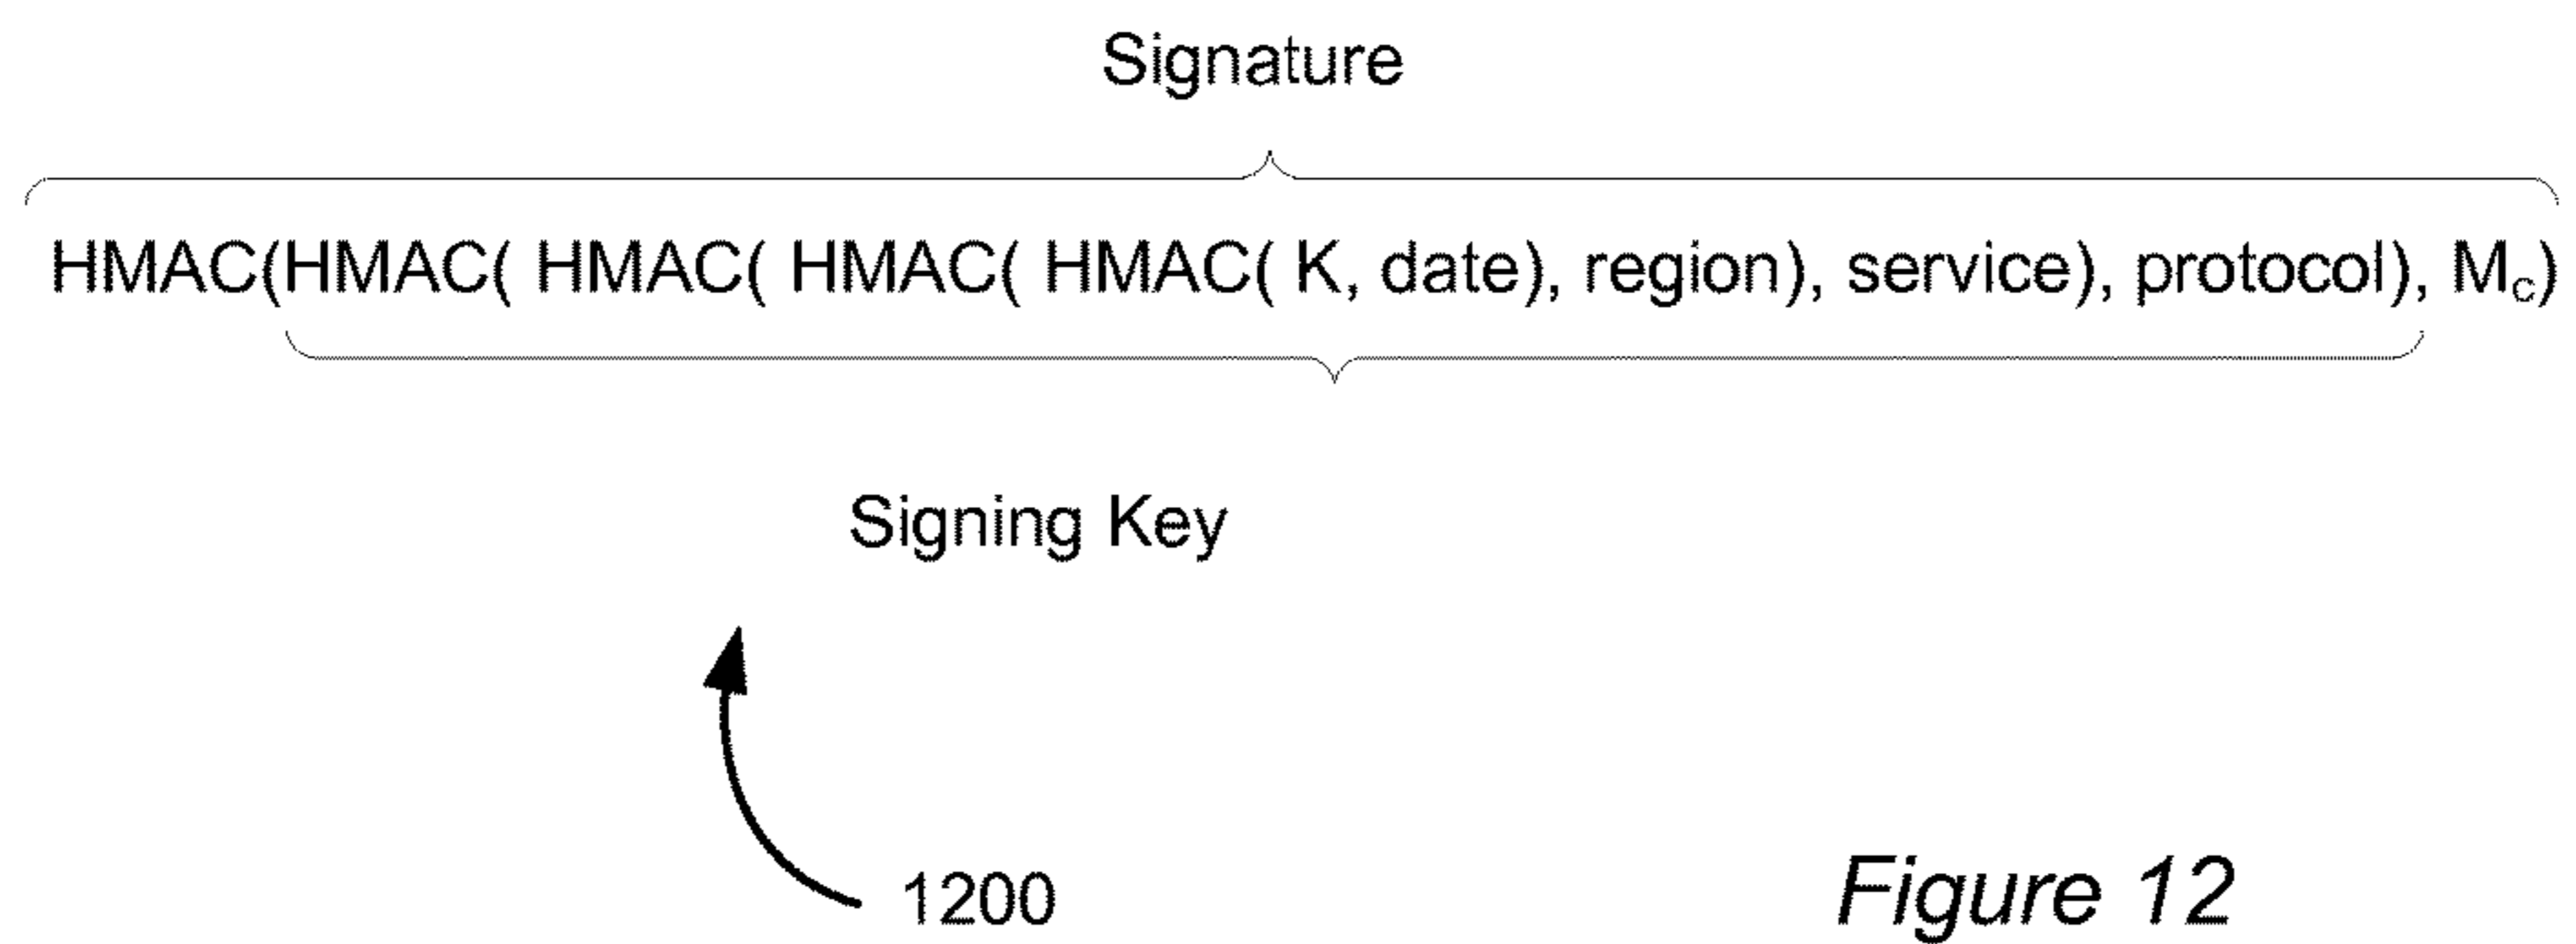 Signature
HMAC(HMAC( HMAC( HMAC( HMAC( K, date), region), service), protocol), Mc)
Signing Key
1200
Figure 12